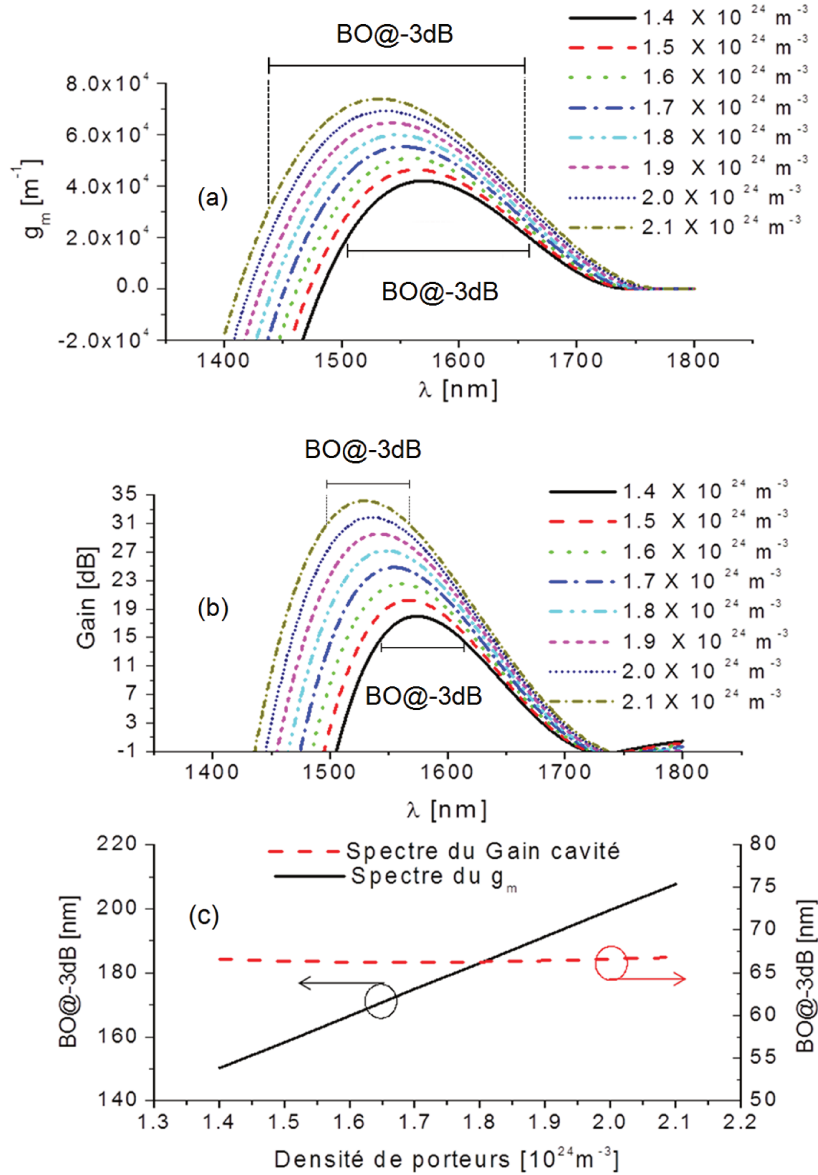 BO@-3dB
1.4 X 10 24 m -3
1.5 X 10 24 m -3
1.6 X 10 24 m -3
1.7 X 10 24 m -3
1.8 X 10 24 m -3
1.9 X 10 24 m -3
2.0 X 10 24 m -3
2.1 X 10 24 m -3
8.0x10 4
6.0x10 4
4.0x10 4
2.0x10 4
0.0
-2.0x10 4
g m [m -1 ]
(a)
BO@-3dB
1400 1500 1600 1700 1800
λ [nm]
BO@-3dB
1.4 X 10 24 m -3
1.5 X 10 24 m -3
1.6 X 10 24 m -3
1.7 X 10 24 m -3
1.8 X 10 24 m -3
1.9 X 10 24 m -3
2.0 X 10 24 m -3
2.1 X 10 24 m -3
35
31
27
23
19
15
11
7
3
-1
Gain [dB]
(b)
BO@-3dB
1400 1500 1600 1700 1800
λ [nm]
220
200
180
160
140
BO@-3dB [nm]
(c)
Spectre du Gain cavité
Spectre du g m
80
75
70
65
60
55
50
BO@-3dB [nm]
1.3 1.4 1.5 1.6 1.7 1.8 1.9 2.0 2.1 2.2
Densité de porteurs [10 24 m -3 ]